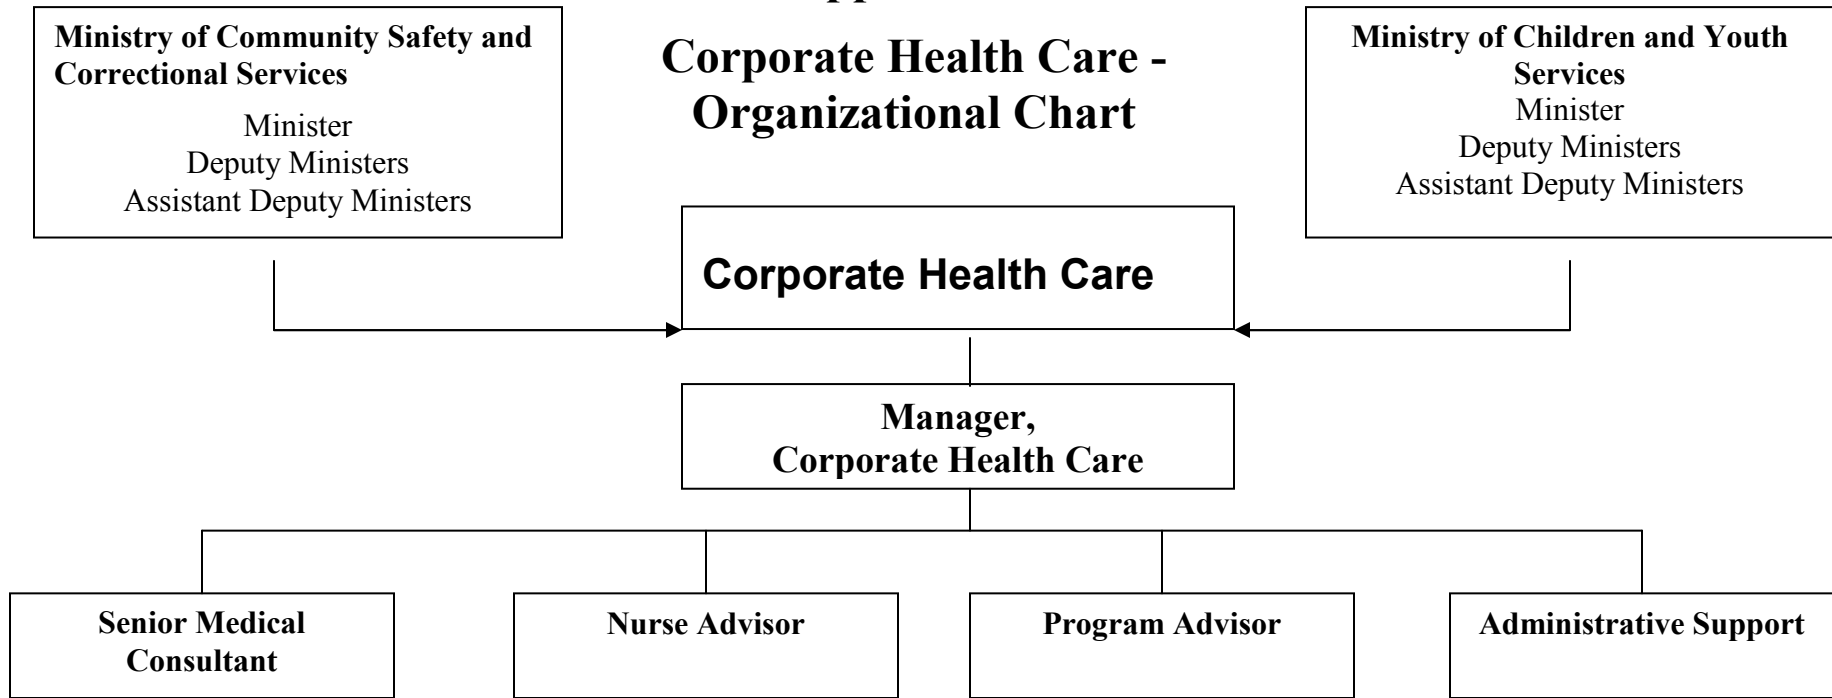 Corporate Health Care -
Organizational Chart
Ministry of Community Safety and
Correctional Services
Minister
Deputy Ministers
Assistant Deputy Ministers
Ministry of Children and Youth
Services
Minister
Deputy Ministers
Assistant Deputy Ministers
Corporate Health Care
Manager,
Corporate Health Care
Senior Medical
Consultant
Nurse Advisor
Program Advisor
Administrative Support